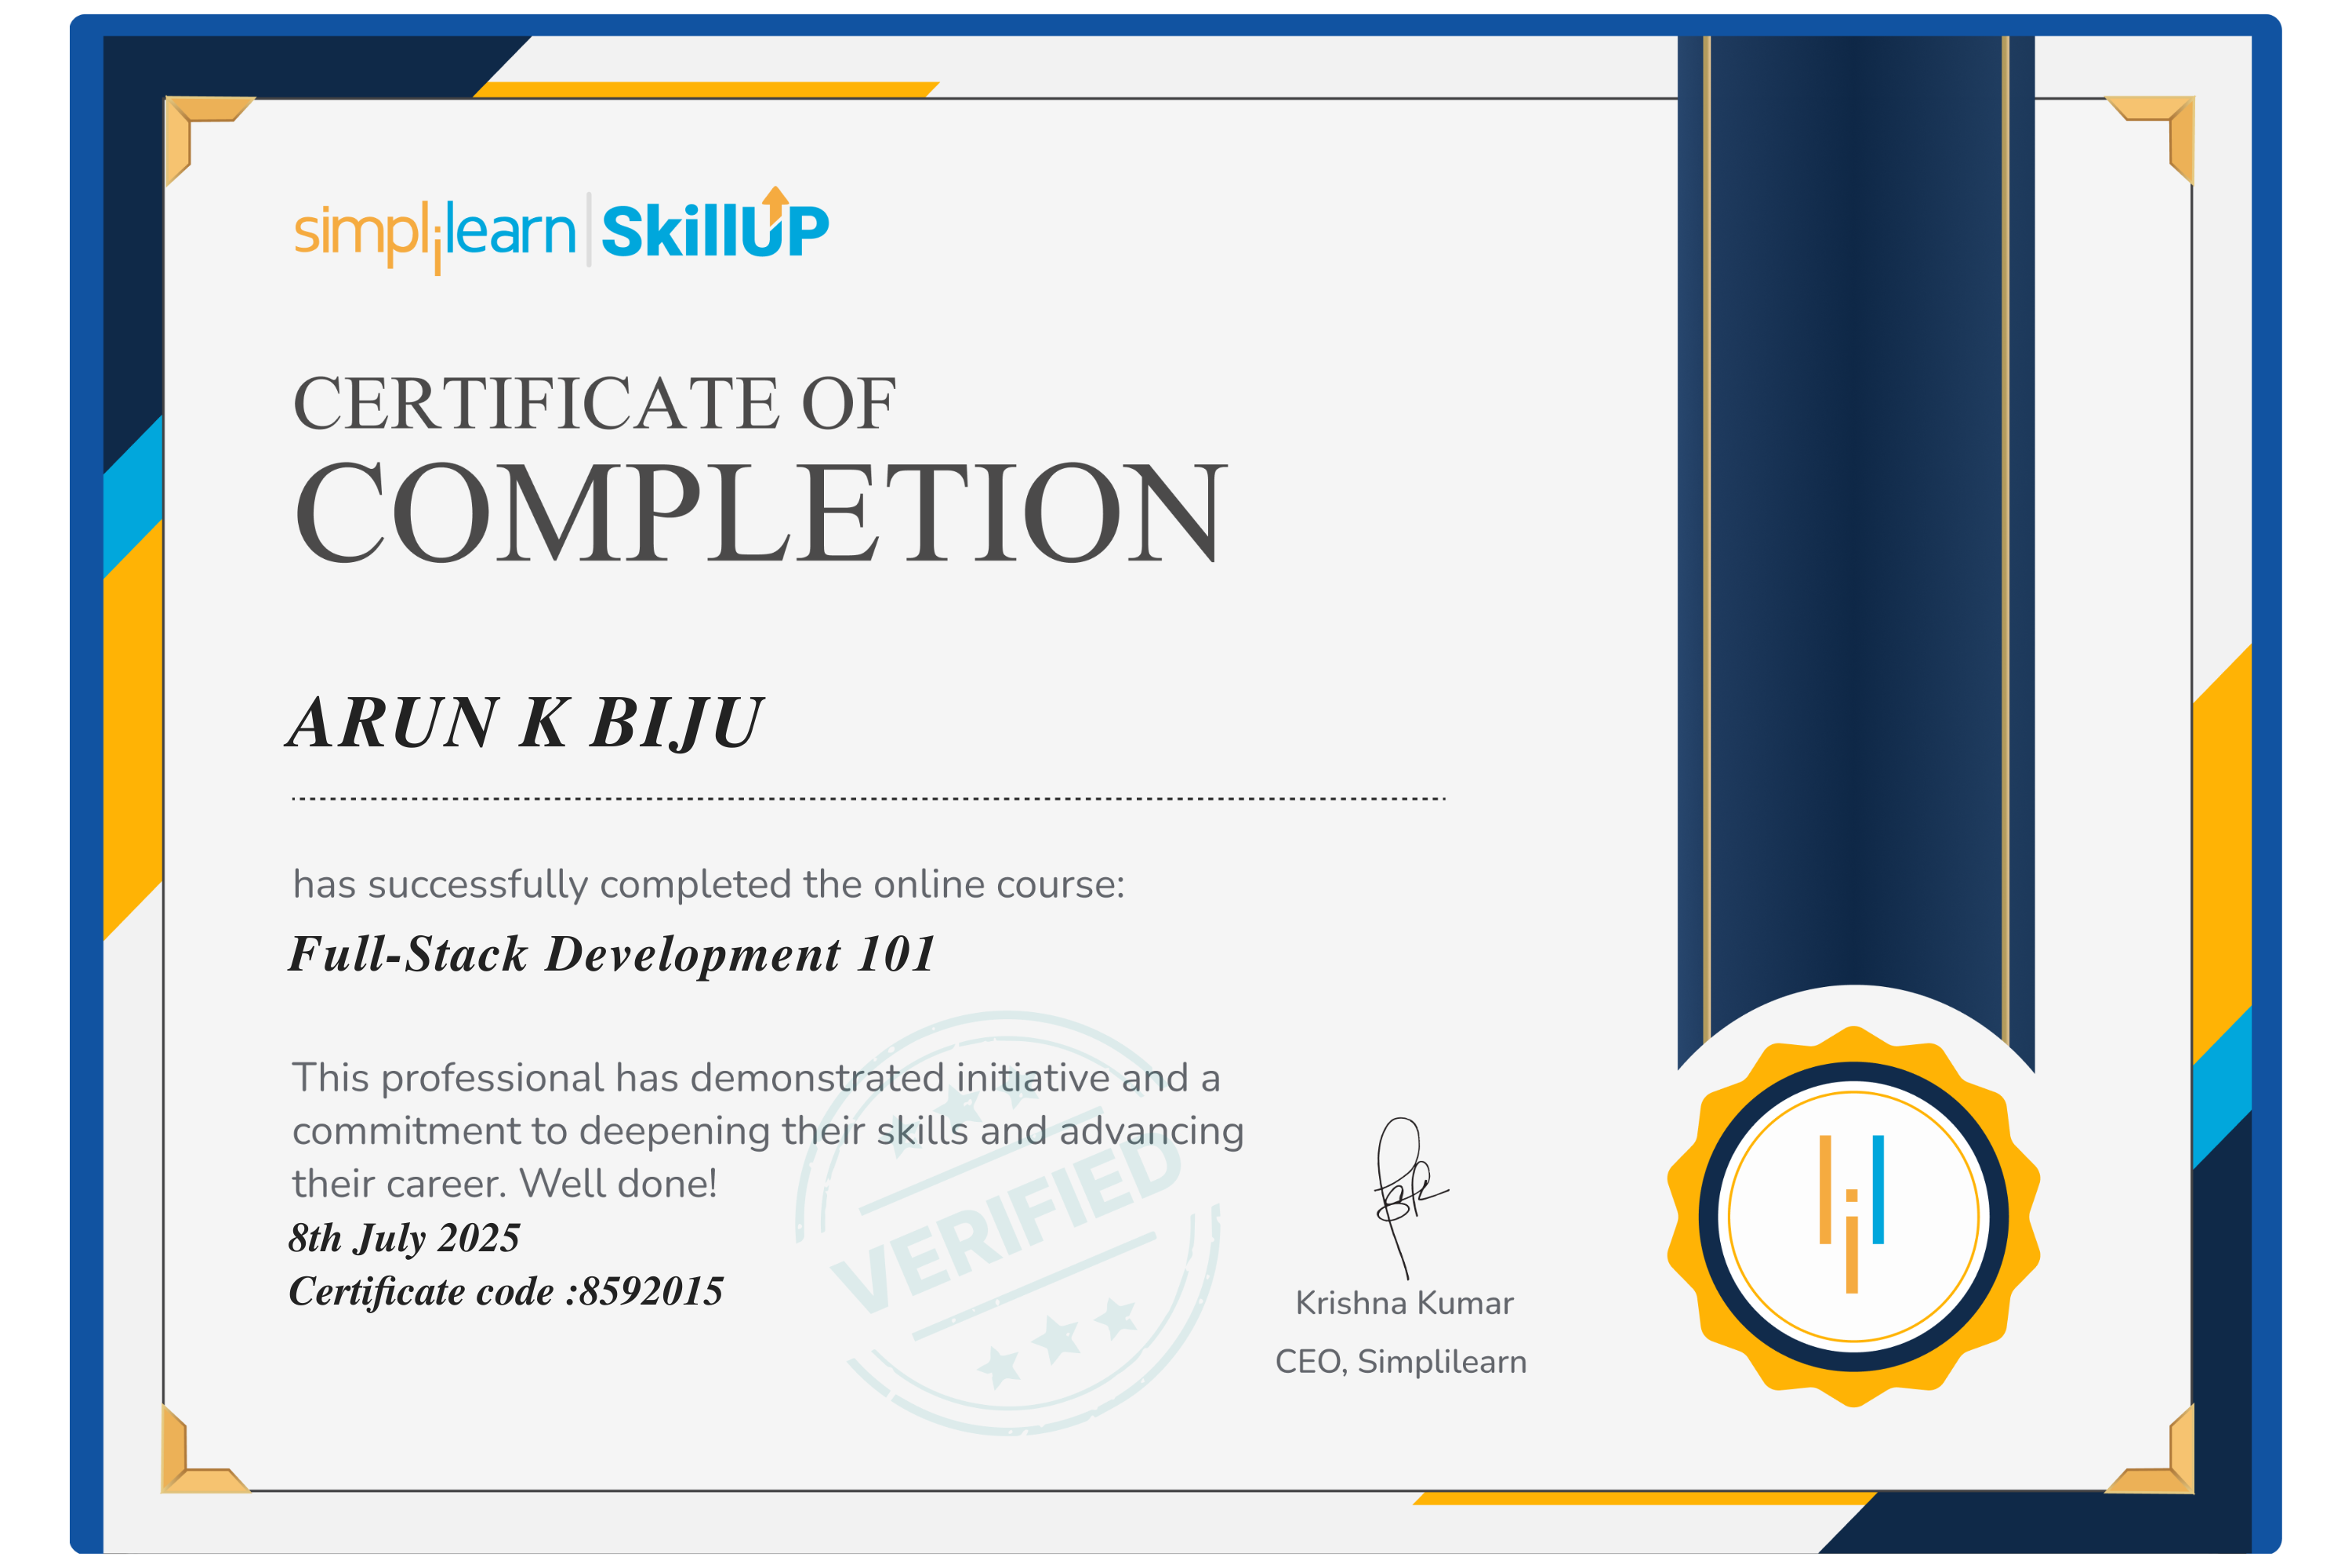 simplilearn | SkillUP
CERTIFICATE OF
COMPLETION
ARUN K BIJU
has successfully completed the online course:
Full-Stack Development 101
This professional has demonstrated initiative and a
commitment to deepening their skills and advancing
their career. Well done!
8th July 2025
Certificate code :8592015
VERIFIED
Krishna Kumar
CEO, Simplilearn